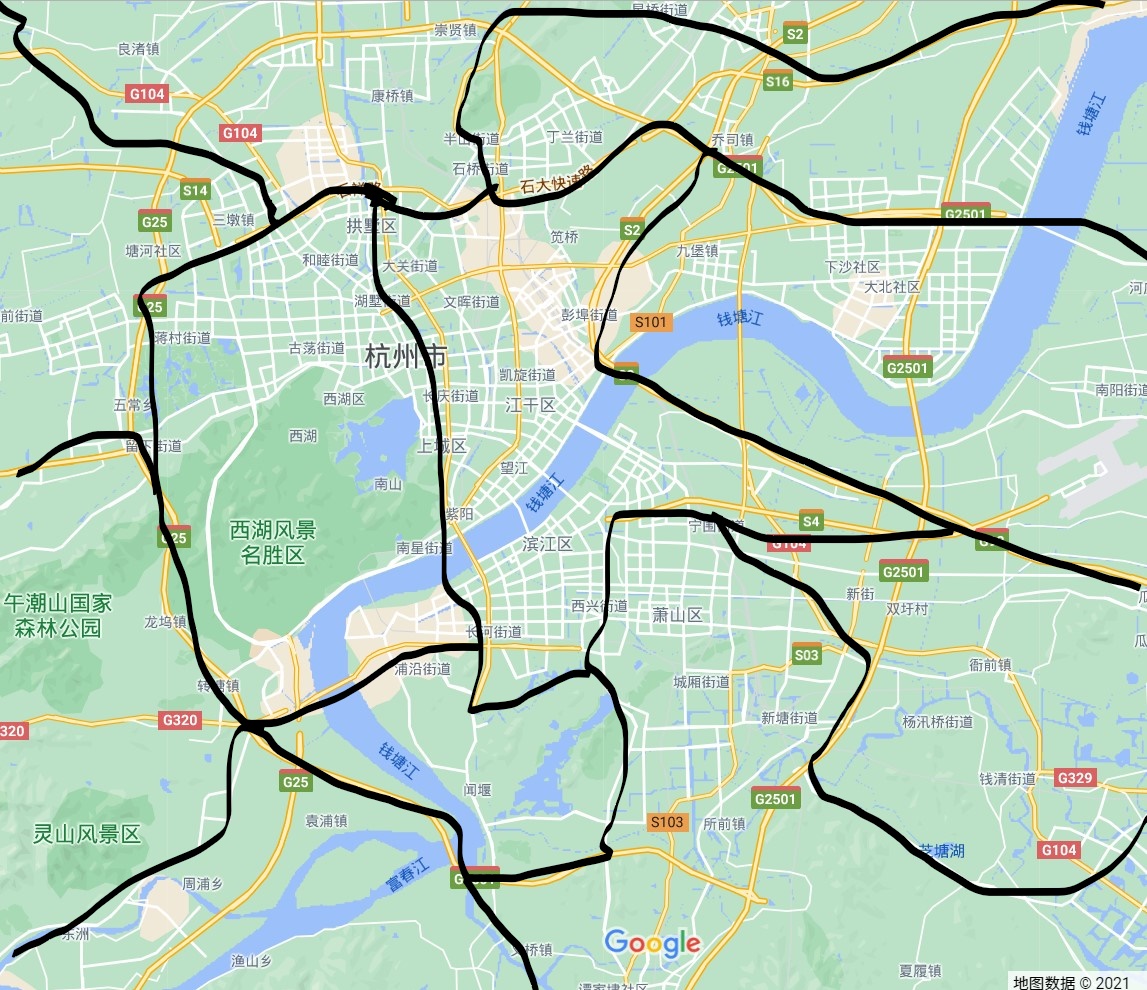 崇贤镇
星桥街道
S2
良渚镇
S16
G104
康桥镇
钱塘江
G104
半山街道
丁兰街道
乔司镇
石桥街道
石大快速路
G2501
S14
三墩镇
G25
拱墅区
S2
笕桥
G2501
塘河社区
和睦街道
大关街道
九堡镇
下沙社区
大北社区
G25
湖墅街道
文晖街道
前街道
彭埠街道
S101
钱塘江
蒋村街道
古荡街道
杭州市
G2501
凯旋街道
南阳街道
五常乡
西湖区
长庆街道
江干区
西湖
留下街道
上城区
望江
南山
钱塘江
紫阳
宁围街道
S4
西湖风景
名胜区
G25
南星街道
滨江区
G104
G2501
午潮山国家
森林公园
新街
双圩村
西兴街道
萧山区
龙坞镇
长河街道
S03
衙前镇
浦沿街道
转塘镇
城厢街道
320
G320
新塘街道
杨汛桥街道
钱塘江
G25
闻堰
钱清街道
G329
G2501
袁浦镇
S103
所前镇
灵山风景区
芝塘湖
G104
富春江
周浦乡
东洲
Google
义桥镇
渔山乡
夏履镇
地图数据 © 2021